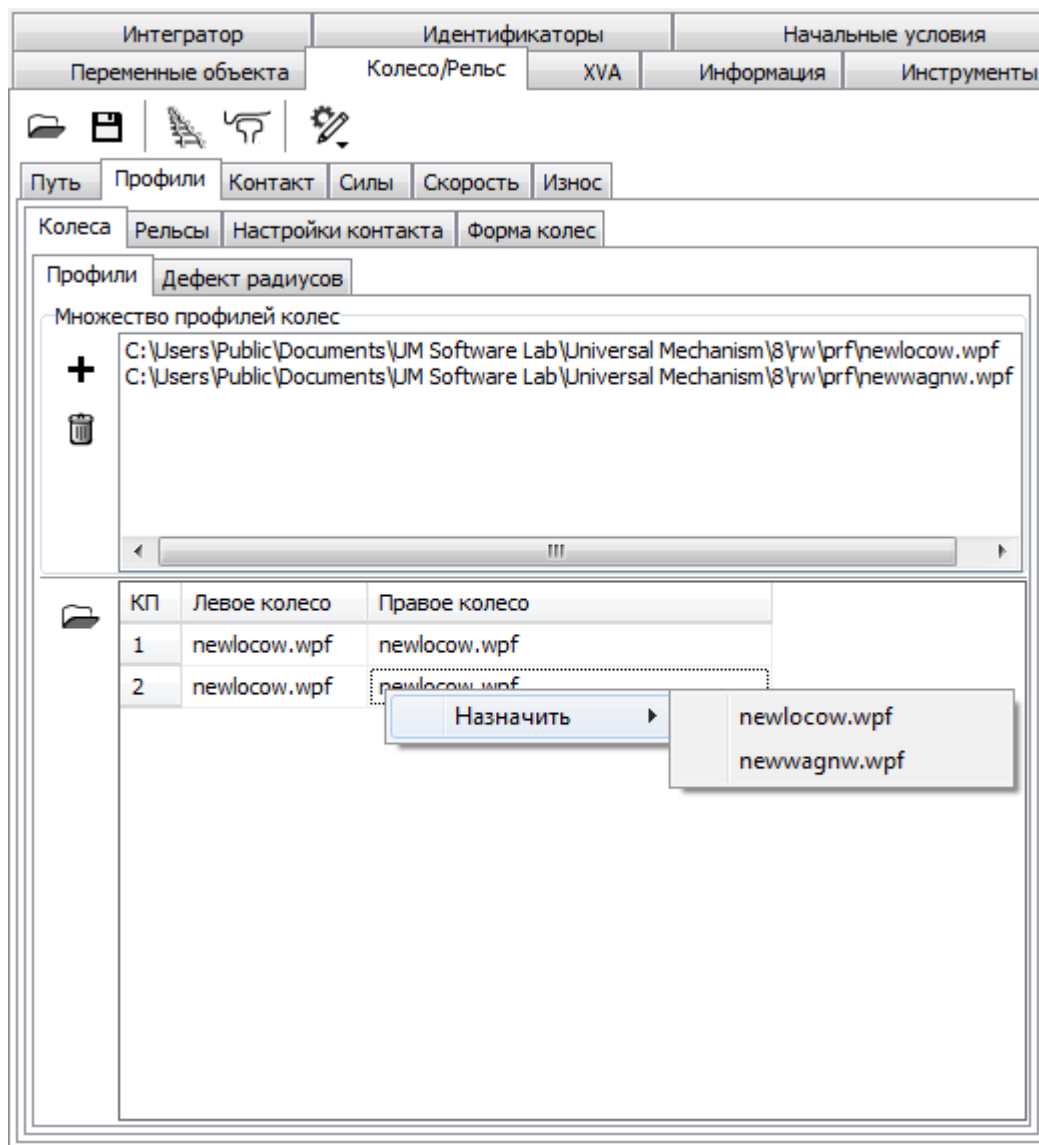 Интегратор Идентификаторы Начальные условия
Переменные объекта Колесо/Рельс XVA Информация Инструменты
Путь Профили Контакт Силы Скорость Износ
Колеса Рельсы Настройки контакта Форма колес
Профили Дефект радиусов
Множество профилей колес
C:\Users\Public\Documents\UM Software Lab\Universal Mechanism\8\rw\prf\newlocow.wpf
C:\Users\Public\Documents\UM Software Lab\Universal Mechanism\8\rw\prf\newwagnw.wpf
КП Левое колесо Правое колесо
1 newlocow.wpf newlocow.wpf
2 newlocow.wpf newlocow.wpf
Назначить newlocow.wpf
newwagnw.wpf